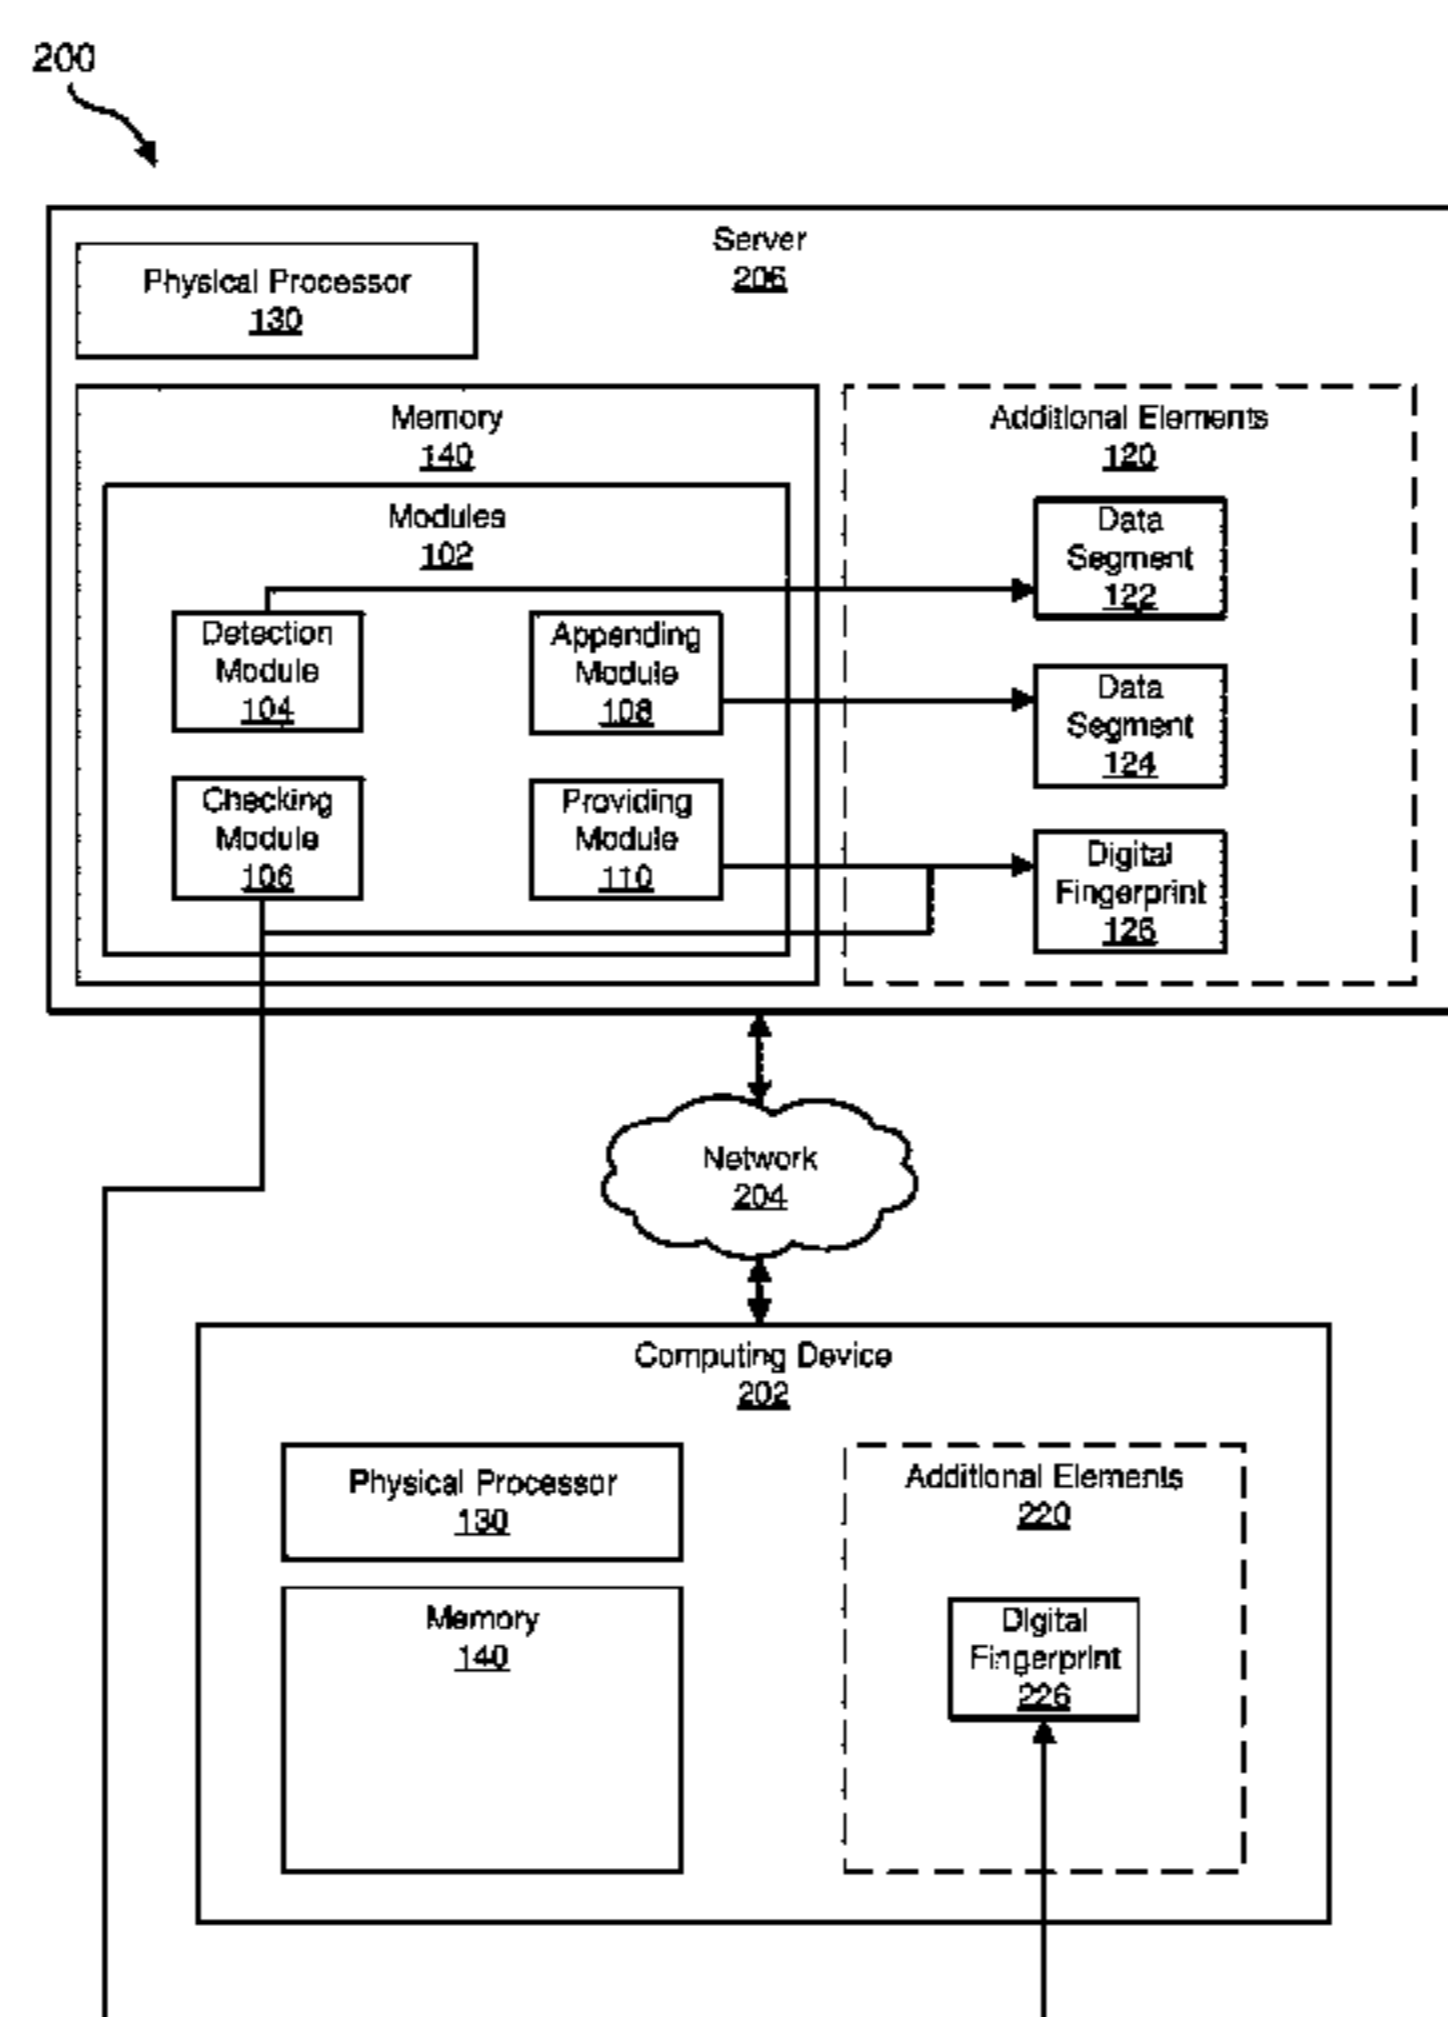 200
Server
206
Physical Processor
130
Memory
140
Modules
102
Detection
Module
104
Appending
Module
108
Checking
Module
106
Providing
Module
110
Additional Elements
120
Data
Segment
122
Data
Segment
124
Digital
Fingerprint
126
Network
204
Computing Device
202
Physical Processor
130
Memory
140
Additional Elements
220
Digital
Fingerprint
226